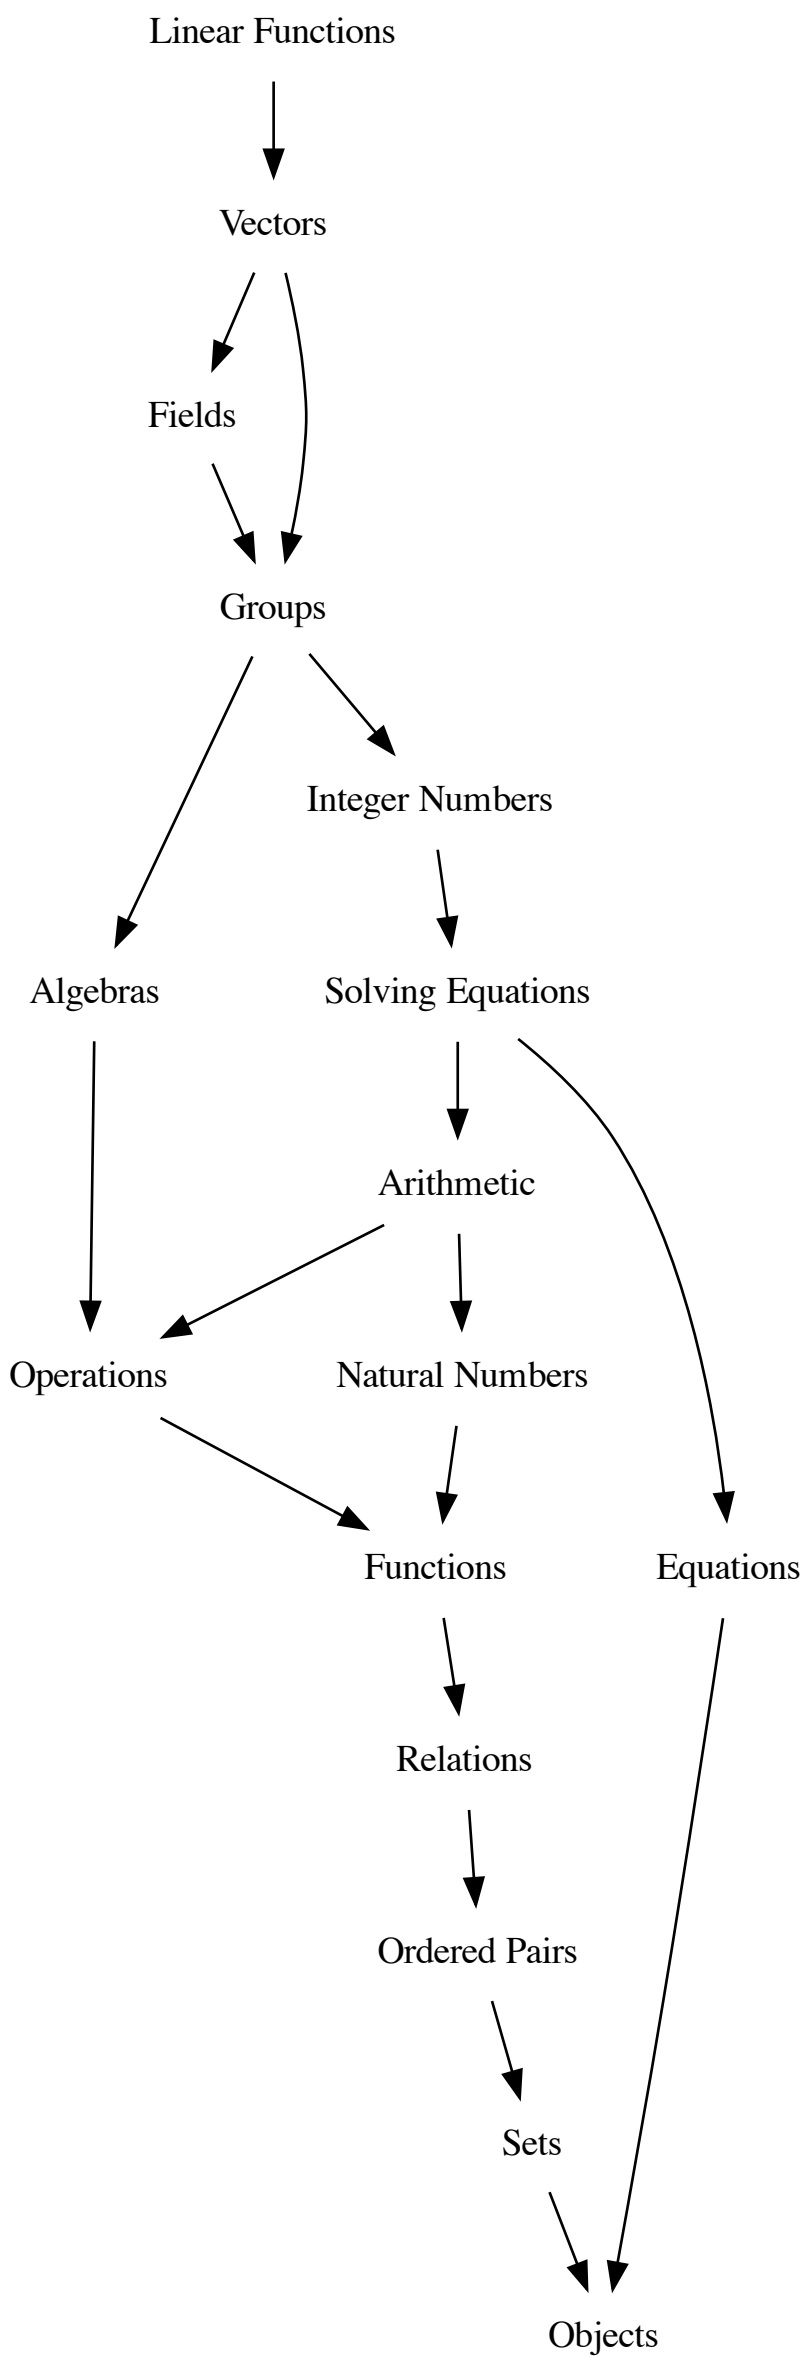 Linear Functions
Vectors
Fields
Groups
Integer Numbers
Algebras
Solving Equations
Arithmetic
Operations
Natural Numbers
Functions
Equations
Relations
Ordered Pairs
Sets
Objects